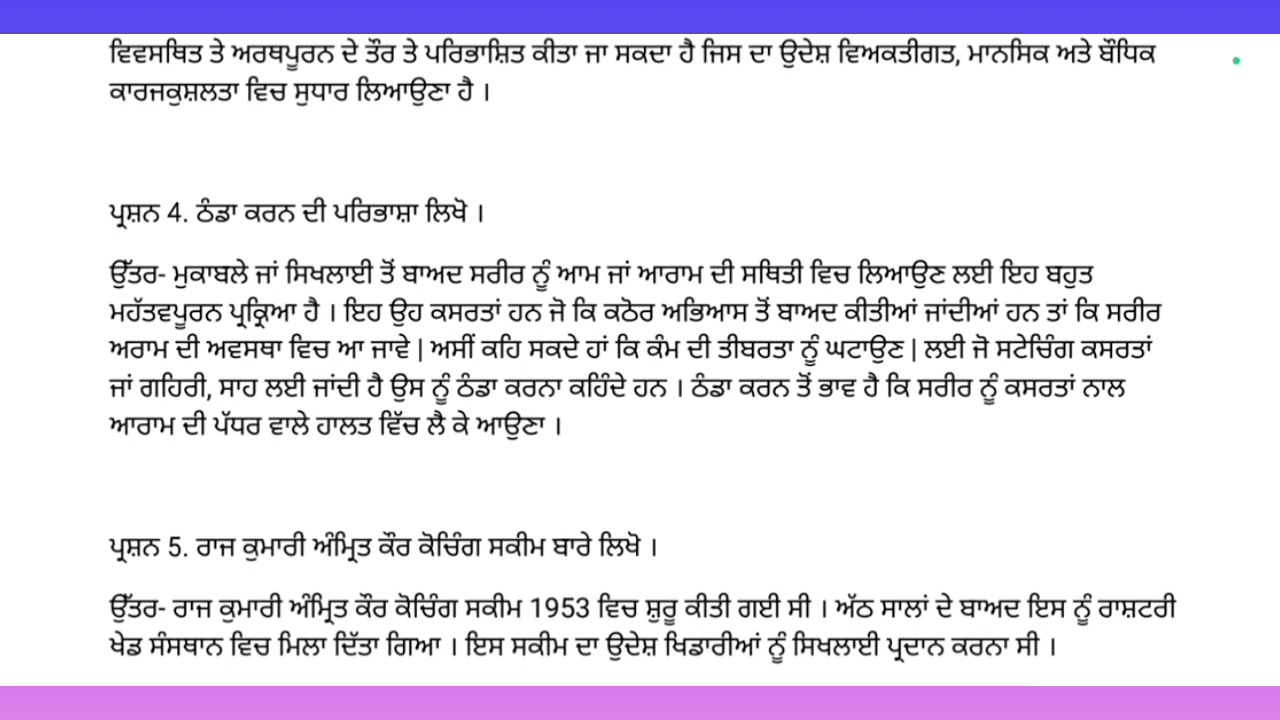 ਵਿਵਸਥਿਤ ਤੇ ਅਰਥਪੂਰਨ ਦੇ ਤੌਰ ਤੇ ਪਰਿਭਾਸ਼ਿਤ ਕੀਤਾ ਜਾ ਸਕਦਾ ਹੈ ਜਿਸ ਦਾ ਉਦੇਸ਼ ਵਿਅਕਤੀਗਤ, ਮਾਨਸਿਕ ਅਤੇ ਬੌਧਿਕ
ਕਾਰਜਕੁਸ਼ਲਤਾ ਵਿਚ ਸੁਧਾਰ ਲਿਆਉਣਾ ਹੈ ।
ਪ੍ਰਸ਼ਨ 4. ਠੰਡਾ ਕਰਨ ਦੀ ਪਰਿਭਾਸ਼ਾ ਲਿਖੋ ।
ਉੱਤਰ- ਮੁਕਾਬਲੇ ਜਾਂ ਸਿਖਲਾਈ ਤੋਂ ਬਾਅਦ ਸਰੀਰ ਨੂੰ ਆਮ ਜਾਂ ਆਰਾਮ ਦੀ ਸਥਿਤੀ ਵਿਚ ਲਿਆਉਣ ਲਈ ਇਹ ਬਹੁਤ
ਮਹੱਤਵਪੂਰਨ ਪ੍ਰਕ੍ਰਿਆ ਹੈ । ਇਹ ਉਹ ਕਸਰਤਾਂ ਹਨ ਜੋ ਕਿ ਕਠੋਰ ਅਭਿਆਸ ਤੋਂ ਬਾਅਦ ਕੀਤੀਆਂ ਜਾਂਦੀਆਂ ਹਨ ਤਾਂ ਕਿ ਸਰੀਰ
ਅਰਾਮ ਦੀ ਅਵਸਥਾ ਵਿਚ ਆ ਜਾਵੇ | ਅਸੀਂ ਕਹਿ ਸਕਦੇ ਹਾਂ ਕਿ ਕੰਮ ਦੀ ਤੀਬਰਤਾ ਨੂੰ ਘਟਾਉਣ | ਲਈ ਜੋ ਸਟੇਚਿੰਗ ਕਸਰਤਾਂ
ਜਾਂ ਗਹਿਰੀ, ਸਾਹ ਲਈ ਜਾਂਦੀ ਹੈ ਉਸ ਨੂੰ ਠੰਡਾ ਕਰਨਾ ਕਹਿੰਦੇ ਹਨ । ਠੰਡਾ ਕਰਨ ਤੋਂ ਭਾਵ ਹੈ ਕਿ ਸਰੀਰ ਨੂੰ ਕਸਰਤਾਂ ਨਾਲ
ਆਰਾਮ ਦੀ ਪੱਧਰ ਵਾਲੇ ਹਾਲਤ ਵਿੱਚ ਲੈ ਕੇ ਆਉਣਾ ।
ਪ੍ਰਸ਼ਨ 5. ਰਾਜ ਕੁਮਾਰੀ ਅੰਮ੍ਰਿਤ ਕੌਰ ਕੋਚਿੰਗ ਸਕੀਮ ਬਾਰੇ ਲਿਖੋ ।
ਉੱਤਰ- ਰਾਜ ਕੁਮਾਰੀ ਅੰਮ੍ਰਿਤ ਕੌਰ ਕੋਚਿੰਗ ਸਕੀਮ 1953 ਵਿਚ ਸ਼ੁਰੂ ਕੀਤੀ ਗਈ ਸੀ । ਅੱਠ ਸਾਲਾਂ ਦੇ ਬਾਅਦ ਇਸ ਨੂੰ ਰਾਸ਼ਟਰੀ
ਖੇਡ ਸੰਸਥਾਨ ਵਿਚ ਮਿਲਾ ਦਿੱਤਾ ਗਿਆ । ਇਸ ਸਕੀਮ ਦਾ ਉਦੇਸ਼ ਖਿਡਾਰੀਆਂ ਨੂੰ ਸਿਖਲਾਈ ਪ੍ਰਦਾਨ ਕਰਨਾ ਸੀ ।